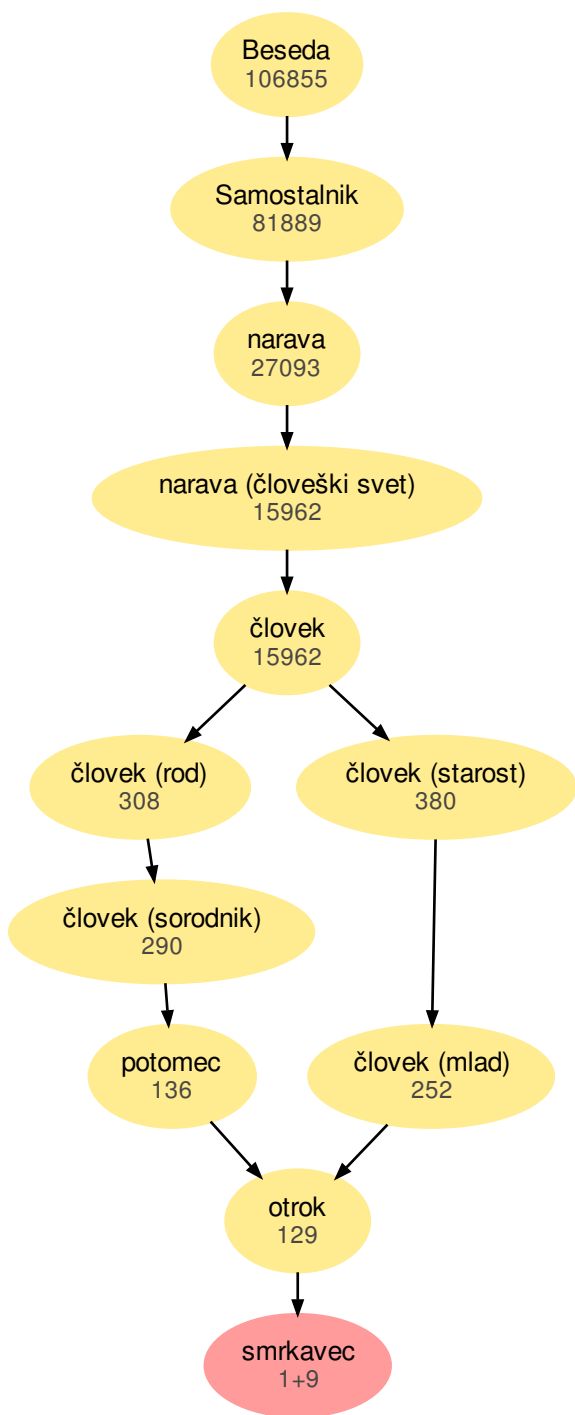 Beseda
106855
Samostalnik
81889
narava
27093
narava (človeški svet)
15962
človek
15962
človek (rod)
308
človek (starost)
380
človek (sorodnik)
290
potomec
136
človek (mlad)
252
otrok
129
smrkavec
1+9